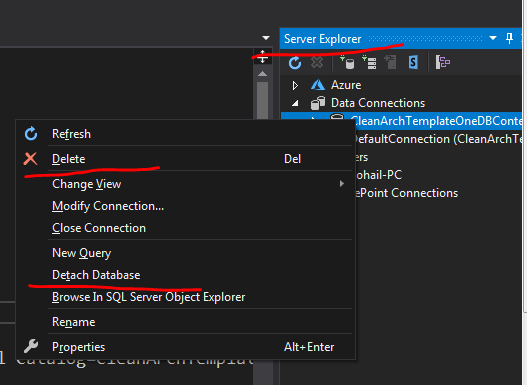 Server Explorer
Azure
Data Connections
CleanArchTemplateOneDBConte
DefaultConnection (CleanArchTe
ers
ohail-PC
ePoint Connections
Refresh
Delete Del
Change View
Modify Connection...
Close Connection
New Query
Detach Database
Browse In SQL Server Object Explorer
Rename
Properties Alt+Enter
l Catalog=CleanArchTemplat